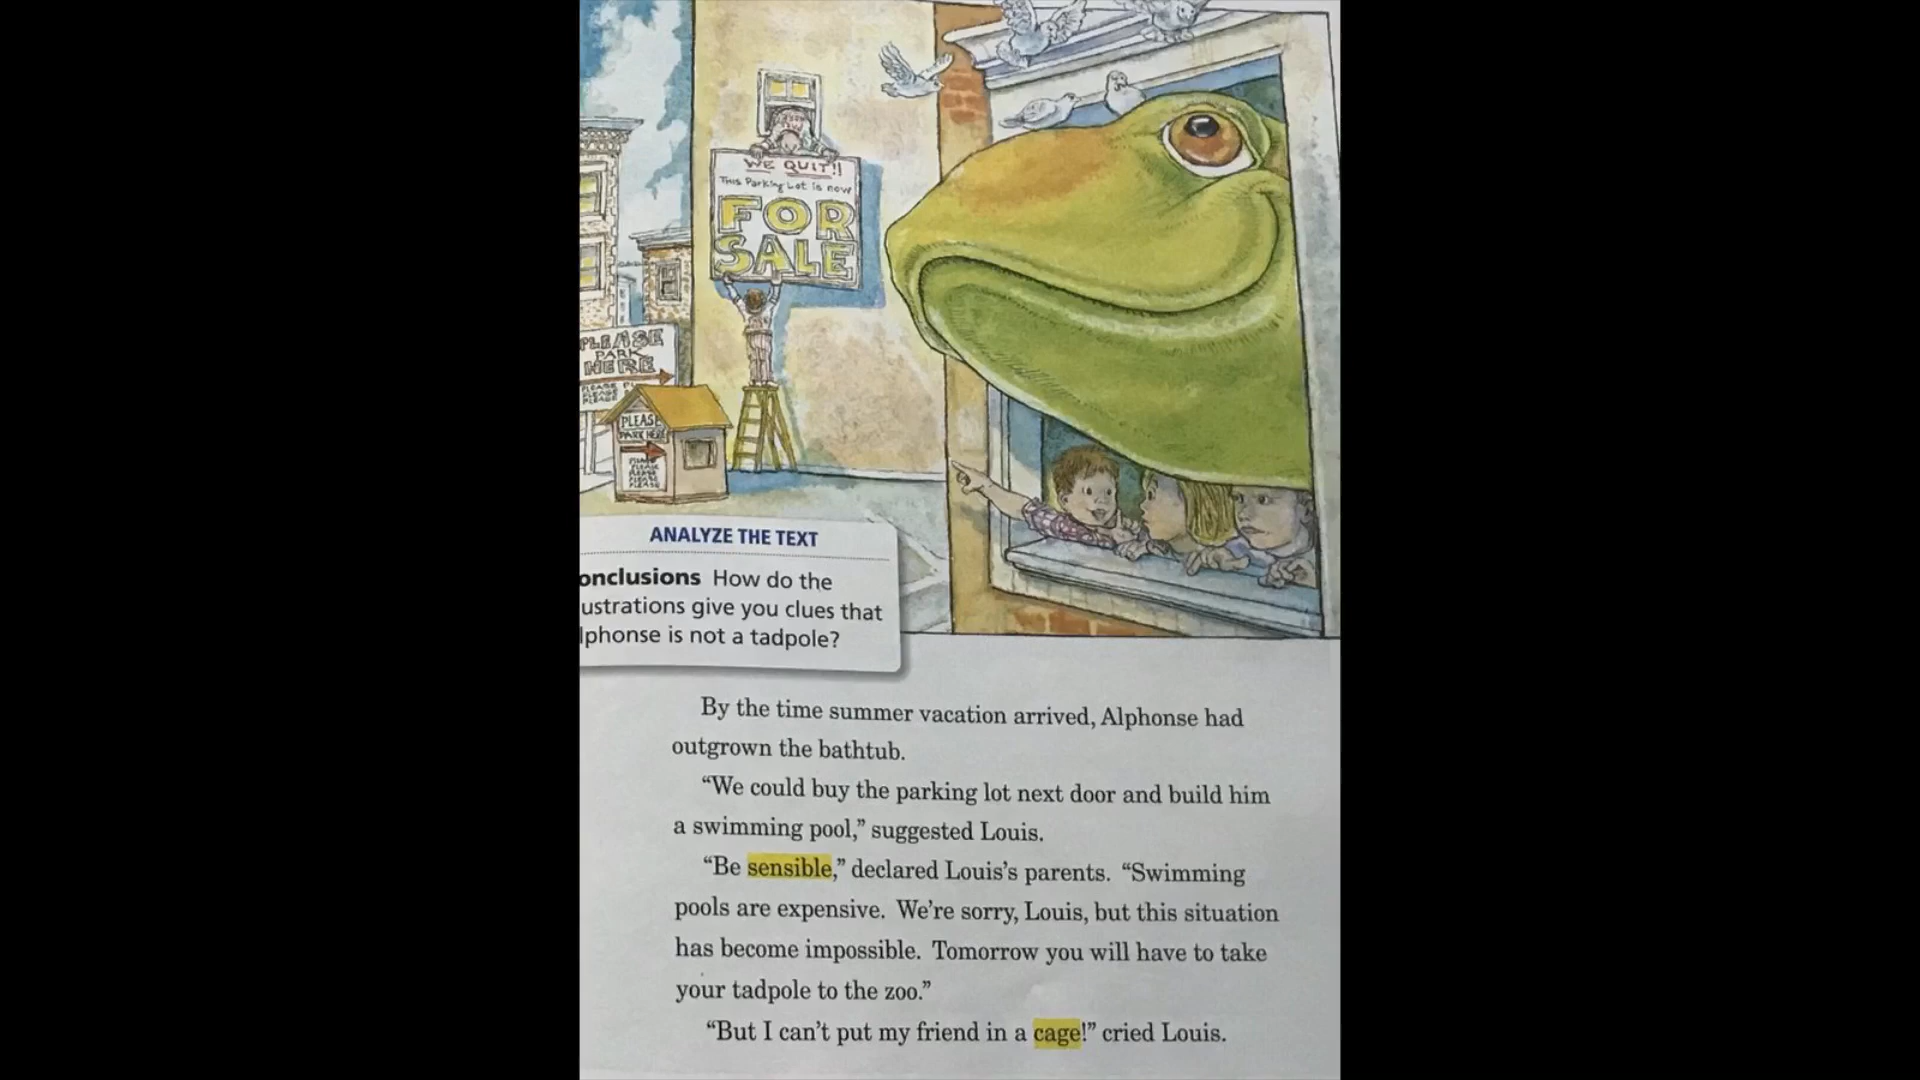 WE QUIT!!
This Parking Lot is now
FOR
SALE
PLEASE
PARK
HERE
PLEASE
PLEASE
PARK HERE
PLEASE
PLEASE
PLEASE
PLEASE
ANALYZE THE TEXT
onclusions How do the
ustrations give you clues that
lphonse is not a tadpole?
By the time summer vacation arrived, Alphonse had
outgrown the bathtub.
“We could buy the parking lot next door and build him
a swimming pool,” suggested Louis.
“Be sensible,” declared Louis’s parents. “Swimming
pools are expensive. We’re sorry, Louis, but this situation
has become impossible. Tomorrow you will have to take
your tadpole to the zoo.”
“But I can’t put my friend in a cage!” cried Louis.